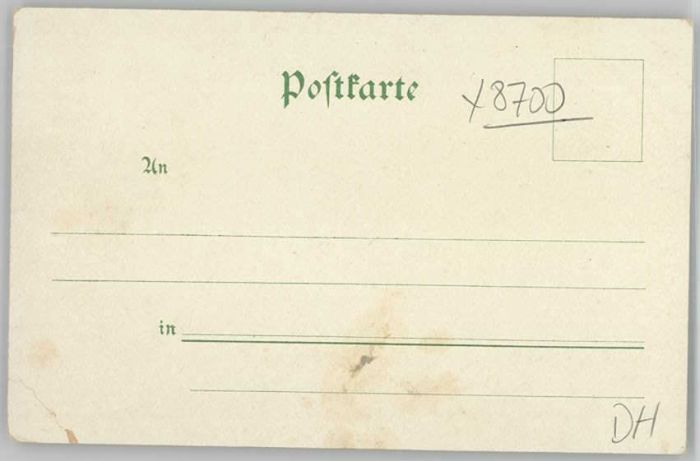 Postkarte
X8700
An
in
DH